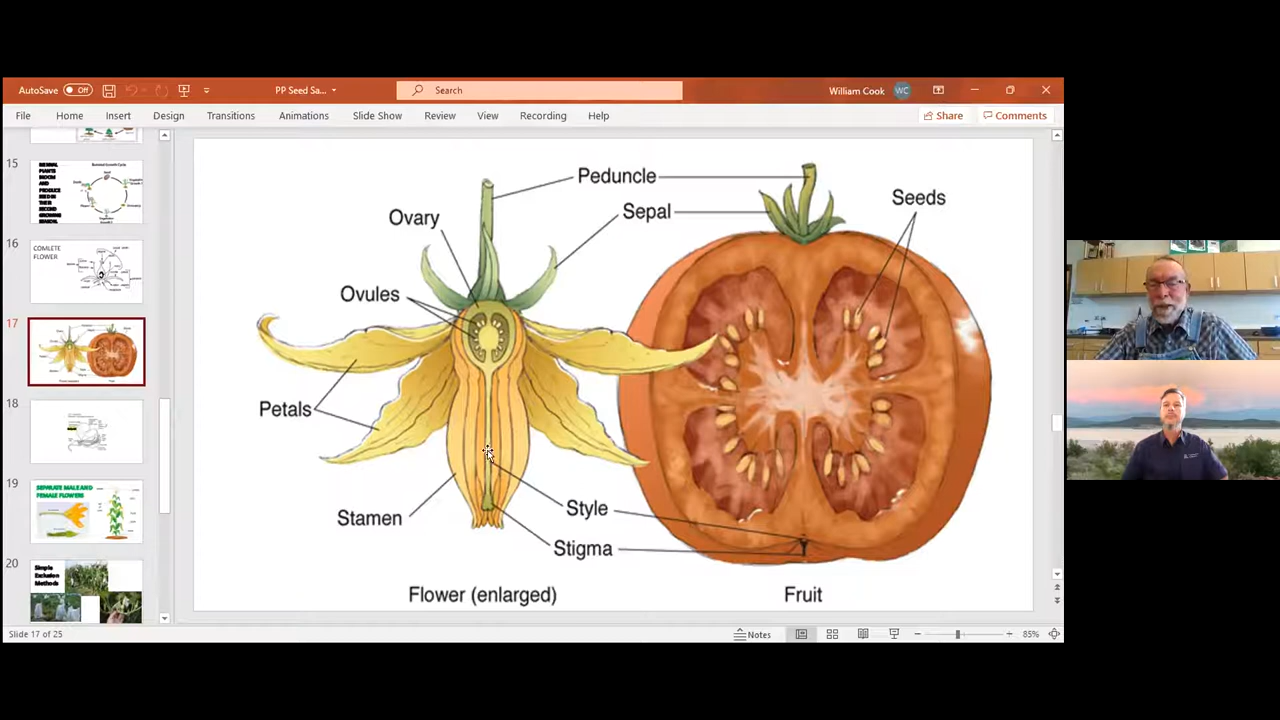 AutoSave Off PP Seed Sa... Search William Cook WC
File Home Insert Design Transitions Animations Slide Show Review View Recording Help Share Comments
15
16
COMLETE
FLOWER
17
18
19
SEPARATE MALE AND
FEMALE FLOWERS
20
Simple
Exclusion
Methods
Peduncle
Seeds
Sepal
Ovary
Ovules
Petals
Style
Stamen
Stigma
Flower (enlarged) Fruit
Slide 17 of 25 Notes 85%